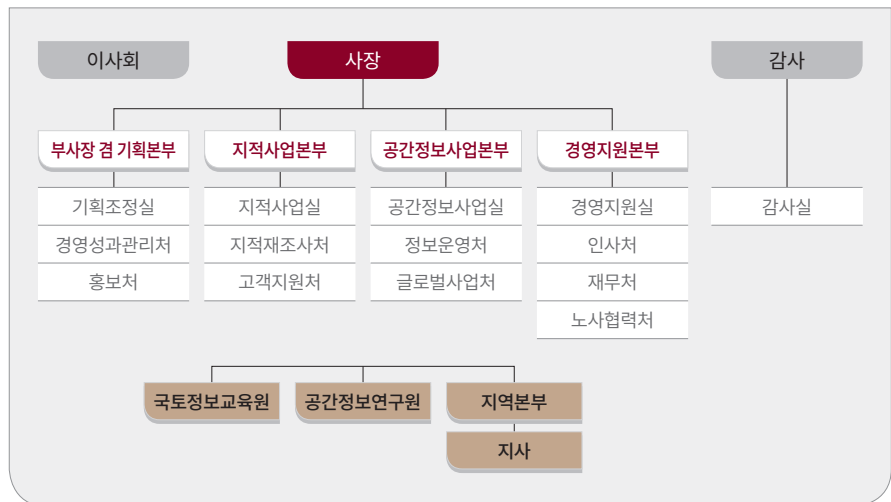 이사회
사장
감사
부사장 겸 기획본부
지적사업본부
공간정보사업본부
경영지원본부
기획조정실
지적사업실
공간정보사업실
경영지원실
감사실
경영성과관리처
지적재조사처
정보운영처
인사처
홍보처
고객지원처
글로벌사업처
재무처
노사협력처
국토정보교육원
공간정보연구원
지역본부
지사